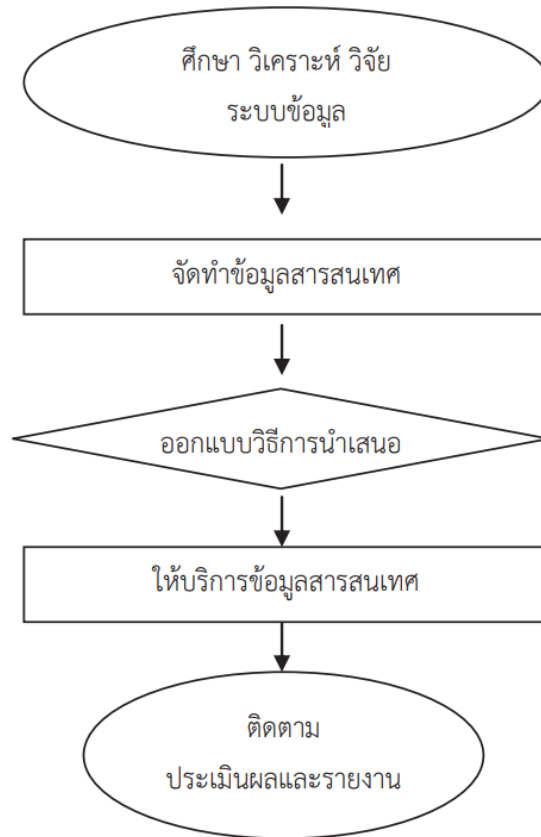 ศึกษา วิเคราะห์ วิจัย
ระบบข้อมูล
จัดทำข้อมูลสารสนเทศ
ออกแบบวิธีการนำเสนอ
ให้บริการข้อมูลสารสนเทศ
ติดตาม
ประเมินผลและรายงาน